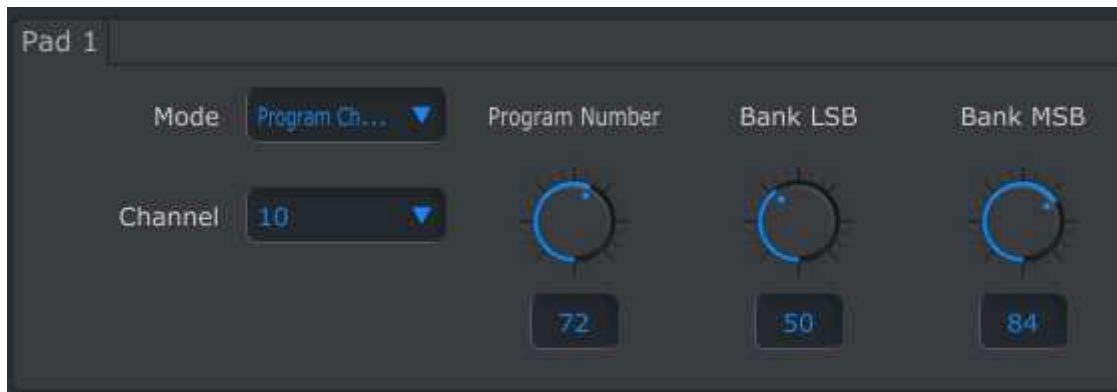 Pad 1
Mode Program Ch... Program Number Bank LSB Bank MSB
Channel 10
72 50 84